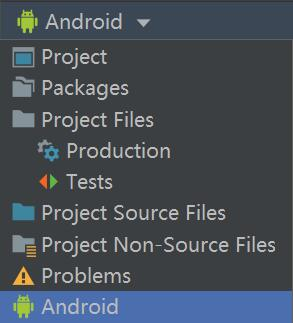 Android
Project
Packages
Project Files
Production
Tests
Project Source Files
Project Non-Source Files
Problems
Android